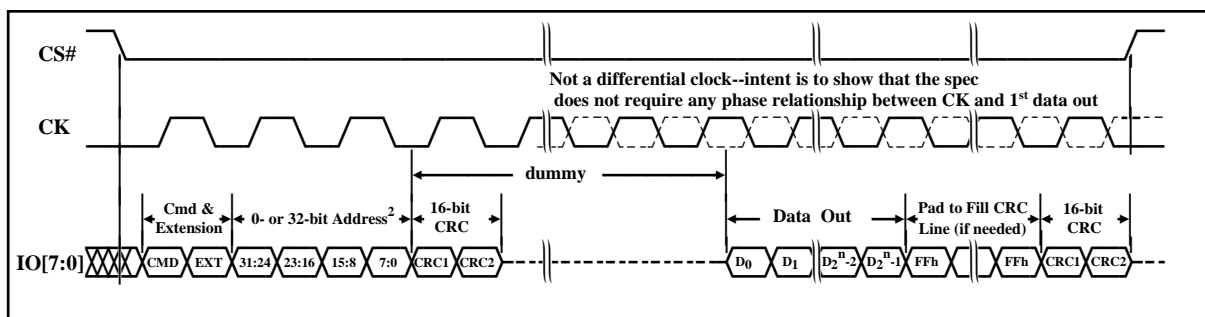 CS#
Not a differential clock--intent is to show that the spec
does not require any phase relationship between CK and 1st data out
CK
dummy
Cmd &
Extension
0- or 32-bit Address2
16-bit
CRC
Data Out
Pad to Fill CRC
Line (if needed)
16-bit
CRC
IO[7:0]
CMD
EXT
31:24
23:16
15:8
7:0
CRC1
CRC2
D0
D1
D2n-2
D2n-1
FFh
FFh
CRC1
CRC2